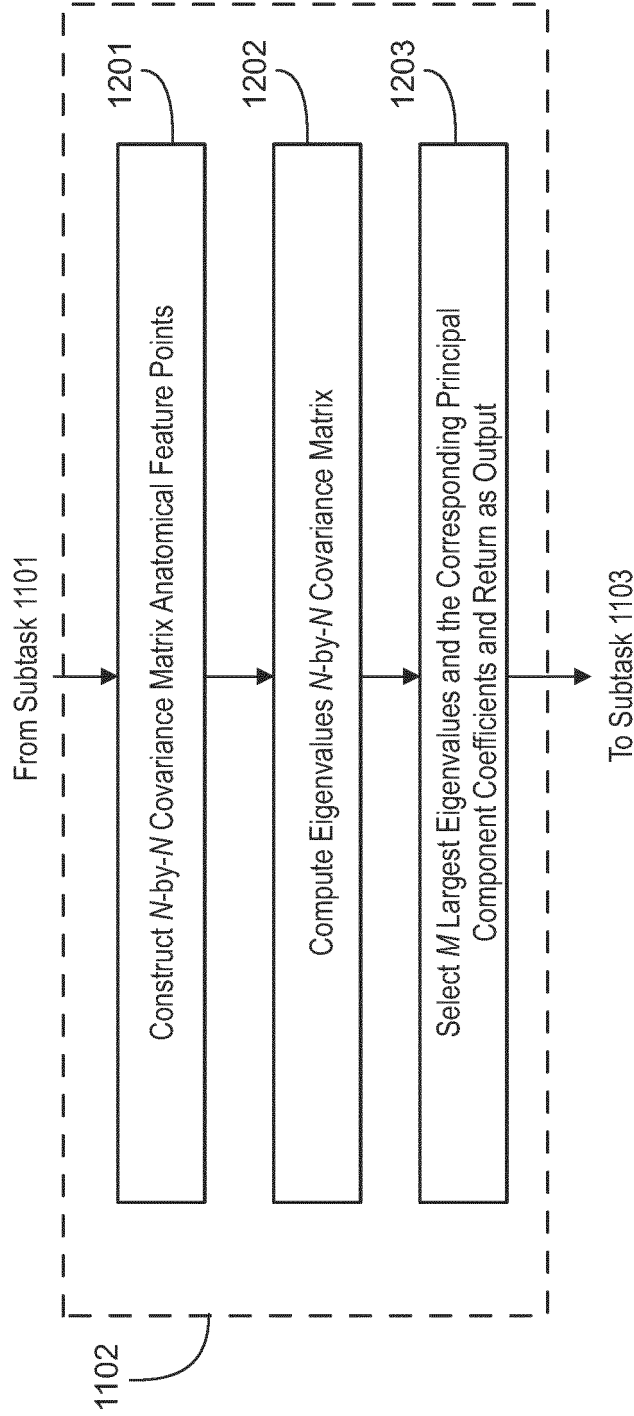 From Subtask 1101
1201
Construct N-by-N Covariance Matrix Anatomical Feature Points
1202
Compute Eigenvalues N-by-N Covariance Matrix
1203
Select M Largest Eigenvalues and the Corresponding Principal
Component Coefficients and Return as Output
To Subtask 1103
1102